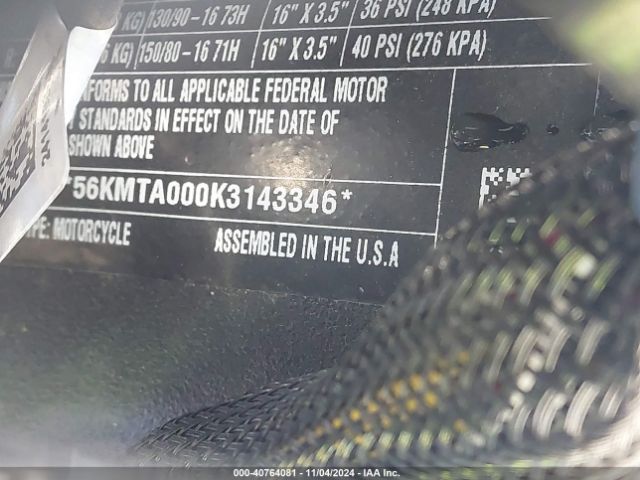 KG) 130/90 – 16 73H 16" X 3.5" 36 PSI (248 KPA)
KG) 150/80 – 16 71H 16" X 3.5" 40 PSI (276 KPA)
FORMS TO ALL APPLICABLE FEDERAL MOTOR
STANDARDS IN EFFECT ON THE DATE OF
SHOWN ABOVE
*56KMTA000K3143346*
TYPE: MOTORCYCLE ASSEMBLED IN THE U.S.A
000-40764081 - 11/04/2024 - IAA Inc.